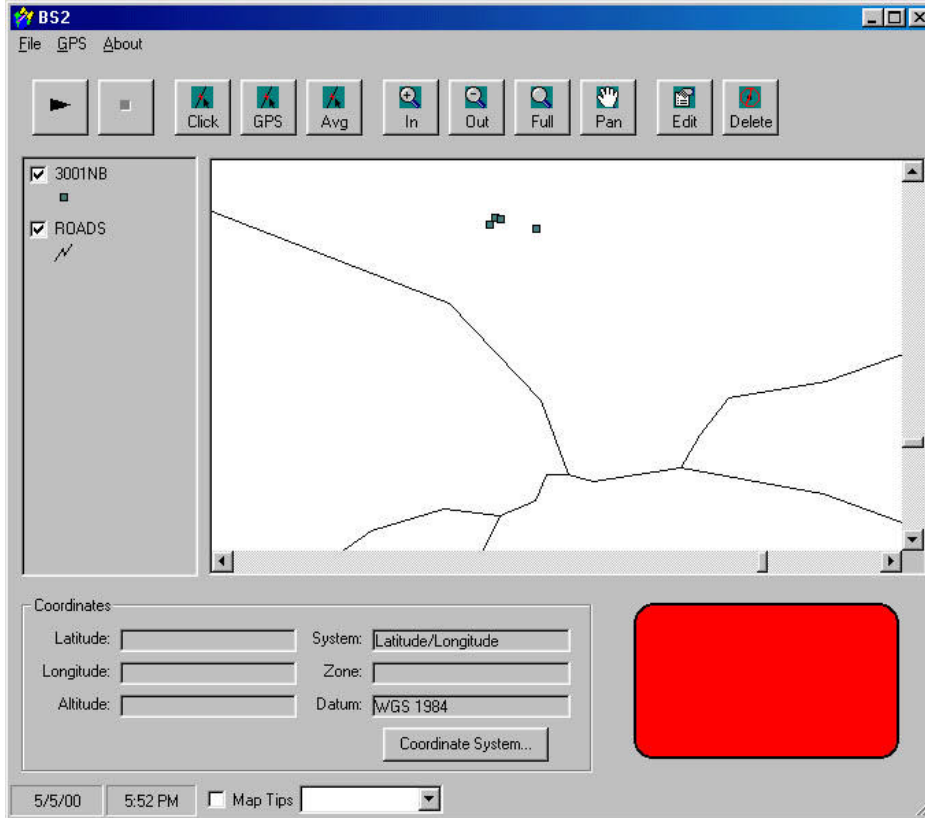 BS2
File GPS About
Click GPS Avg In Out Full Pan Edit Delete
3001NB
ROADS
Coordinates
Latitude: System: Latitude/Longitude
Longitude: Zone:
Altitude: Datum: WGS 1984
Coordinate System...
5/5/00 5:52 PM Map Tips